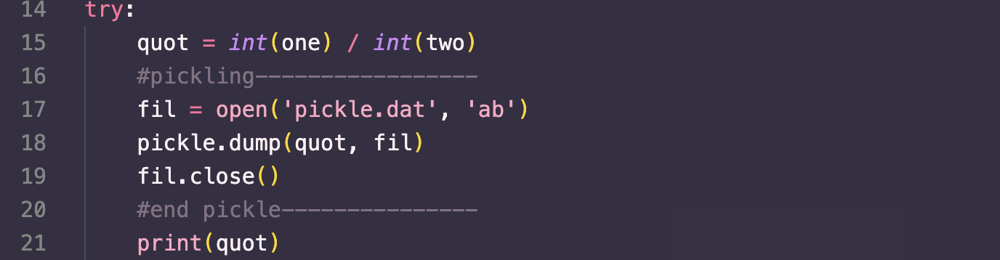 14 try:
15 quot = int(one) / int(two)
16 #pickling-----------------
17 fil = open('pickle.dat', 'ab')
18 pickle.dump(quot, fil)
19 fil.close()
20 #end pickle---------------
21 print(quot)